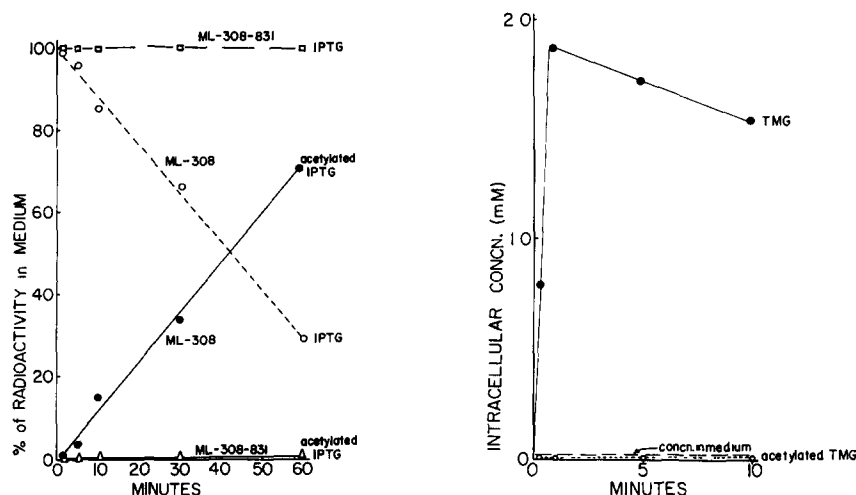 ML-308-831
100
IPTG
80
ML-308
acetylated
IPTG
60
40
ML-308
IPTG
20
acetylated
ML-308-831
IPTG
0
0 10 20 30 40 50 60
MINUTES
% of RADIOACTIVITY in MEDIUM
2 0
TMG
1 0
concn.in medium
acetylated TMG
0
0 5 10
MINUTES
INTRACELLULAR CONCN. (mM)